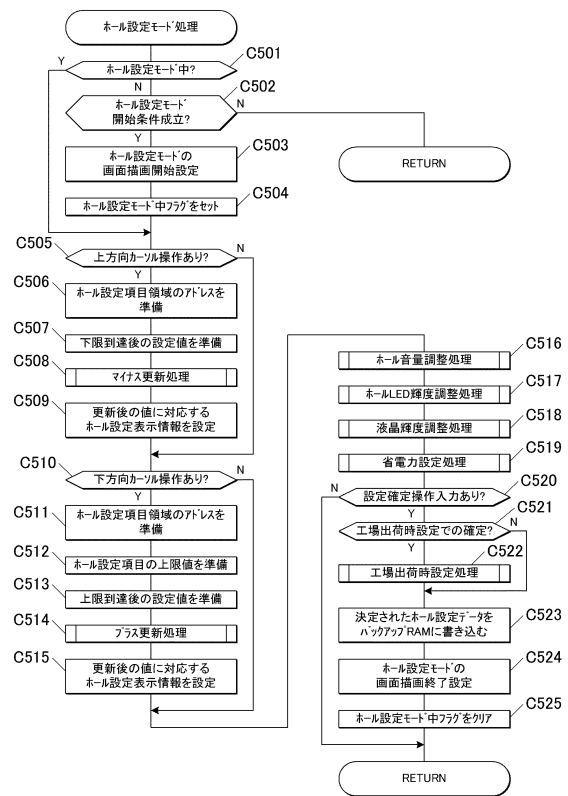 ホール設定モード処理
C501
Y
ホール設定モード中?
N
C502
ホール設定モード
開始条件成立?
N
Y
C503
ホール設定モードの
画面描画開始設定
RETURN
C504
ホール設定モード中フラグをセット
C505
上方向カーソル操作あり?
N
Y
C506
ホール設定項目領域のアドレスを
準備
C507
下限到達後の設定値を準備
C508
マイナス更新処理
C509
更新後の値に対応する
ホール設定表示情報を設定
C510
下方向カーソル操作あり?
N
Y
C511
ホール設定項目領域のアドレスを
準備
C512
ホール設定項目の上限値を準備
C513
上限到達後の設定値を準備
C514
プラス更新処理
C515
更新後の値に対応する
ホール設定表示情報を設定
C516
ホール音量調整処理
C517
ホールLED輝度調整処理
C518
液晶輝度調整処理
C519
省電力設定処理
C520
N
設定確定操作入力あり?
Y
C521
工場出荷時設定での確定?
N
Y
C522
工場出荷時設定処理
C523
決定されたホール設定データを
バックアップRAMに書き込む
C524
ホール設定モードの
画面描画終了設定
C525
ホール設定モード中フラグをクリア
RETURN